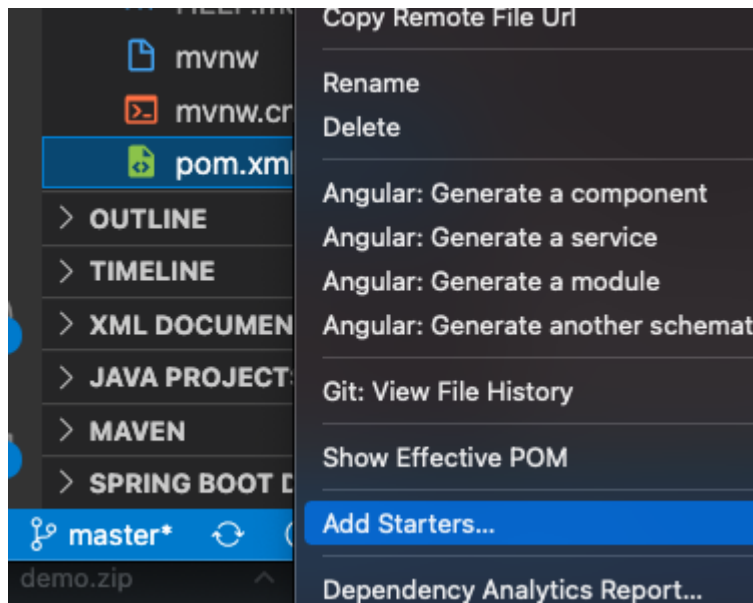 mvnw
mvnw.cr
pom.xml
OUTLINE
TIMELINE
XML DOCUMEN
JAVA PROJECT
MAVEN
SPRING BOOT D
master*
demo.zip
Copy Remote File Url
Rename
Delete
Angular: Generate a component
Angular: Generate a service
Angular: Generate a module
Angular: Generate another schemat
Git: View File History
Show Effective POM
Add Starters...
Dependency Analytics Report...